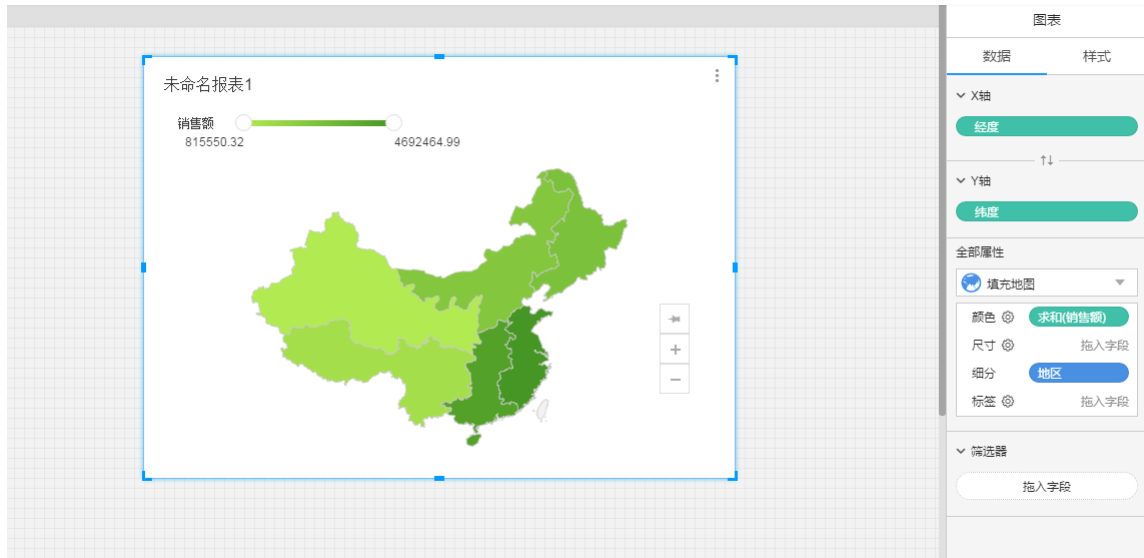 未命名报表1
销售额
815550.32
4692464.99
图表
数据 样式
X轴
经度
Y轴
纬度
全部属性
填充地图
颜色 求和(销售额)
尺寸 拖入字段
细分 地区
标签 拖入字段
筛选器
拖入字段